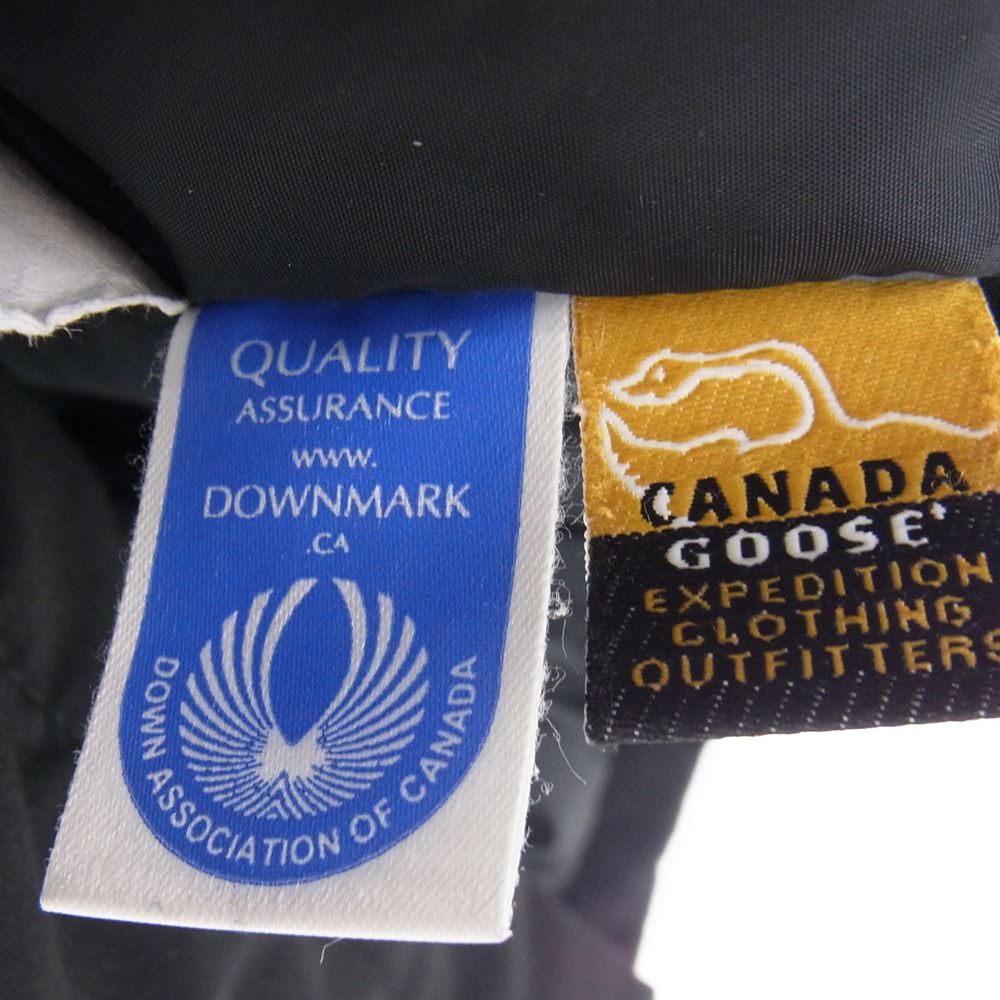 QUALITY
ASSURANCE
www.
DOWNMARK
.CA
DOWN ASSOCIATION OF CANADA
CANADA
GOOSE
EXPEDITION
CLOTHING
OUTFITTERS